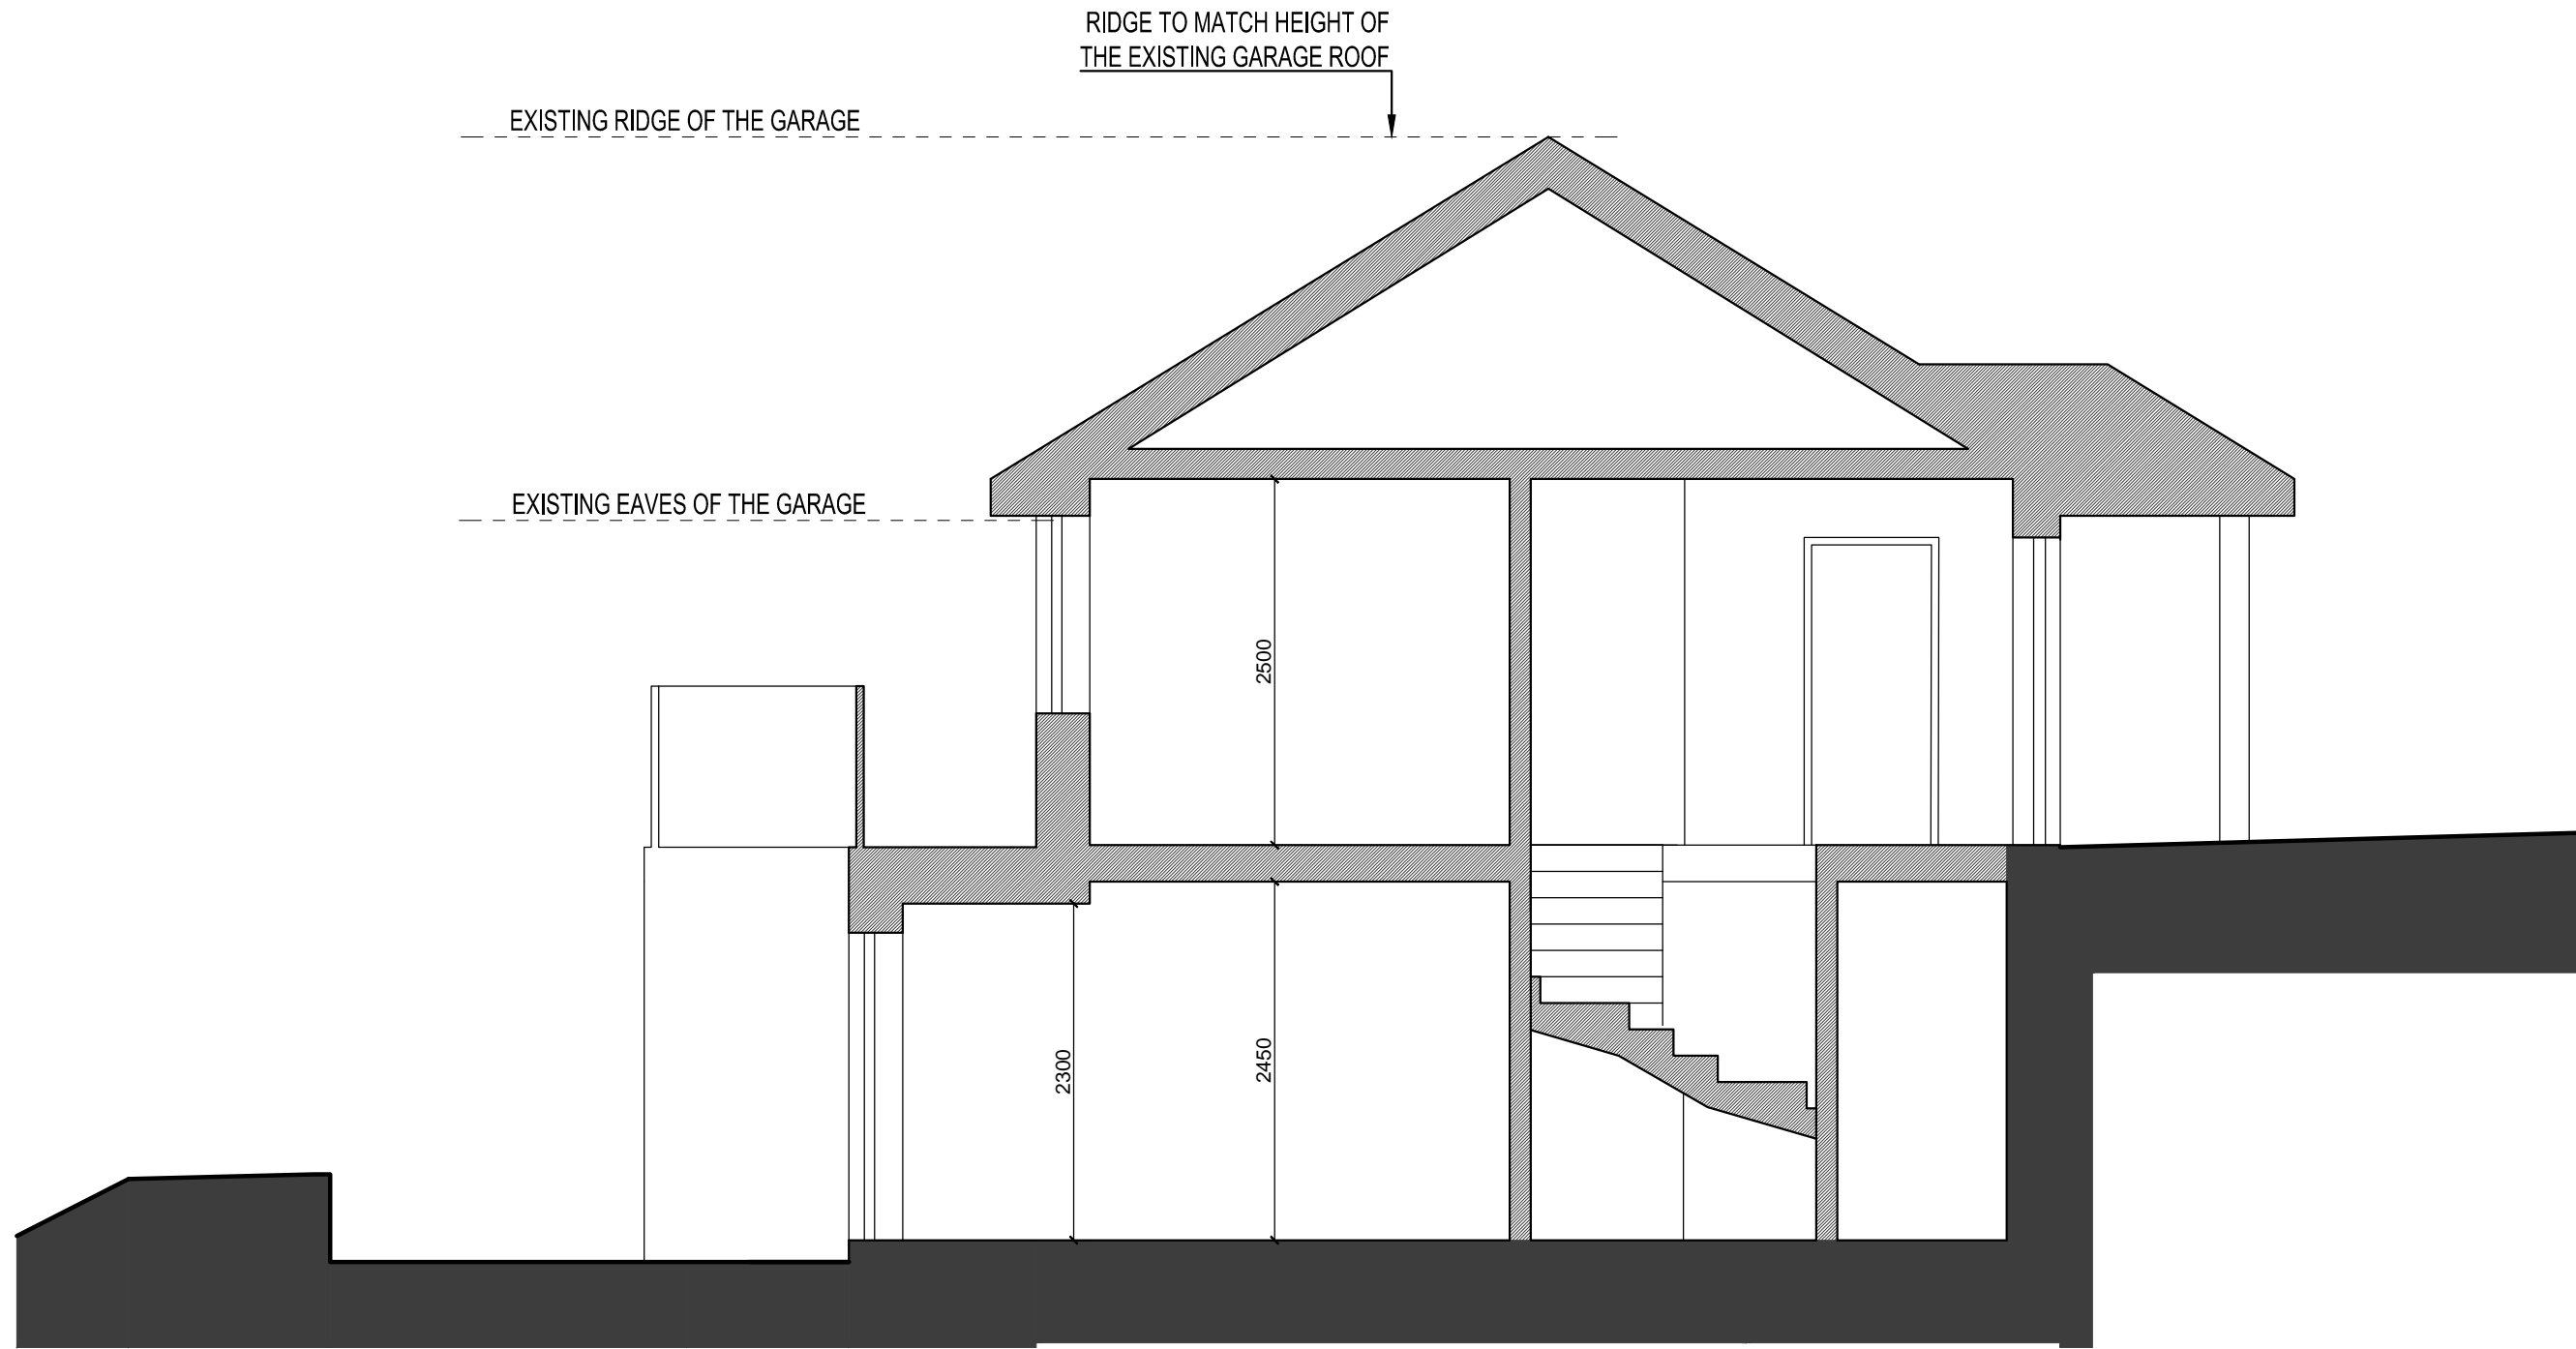 RIDGE TO MATCH HEIGHT OF
THE EXISTING GARAGE ROOF
EXISTING RIDGE OF THE GARAGE
EXISTING EAVES OF THE GARAGE
2500
2300
2450